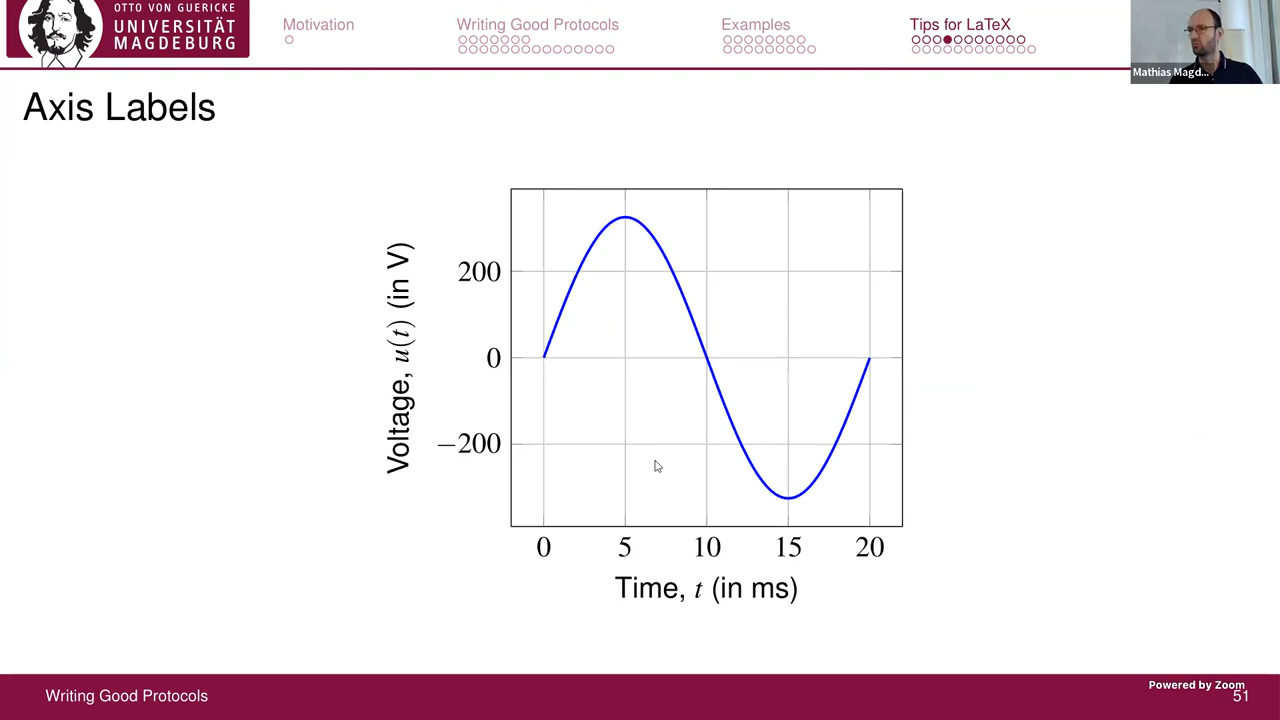 OTTO VON GUERICKE
UNIVERSITÄT
MAGDEBURG
Motivation
Writing Good Protocols
Examples
Tips for LaTeX
Mathias Magd...
Axis Labels
Voltage, u(t) (in V)
200
0
−200
0 5 10 15 20
Time, t (in ms)
Writing Good Protocols
Powered by Zoom
51